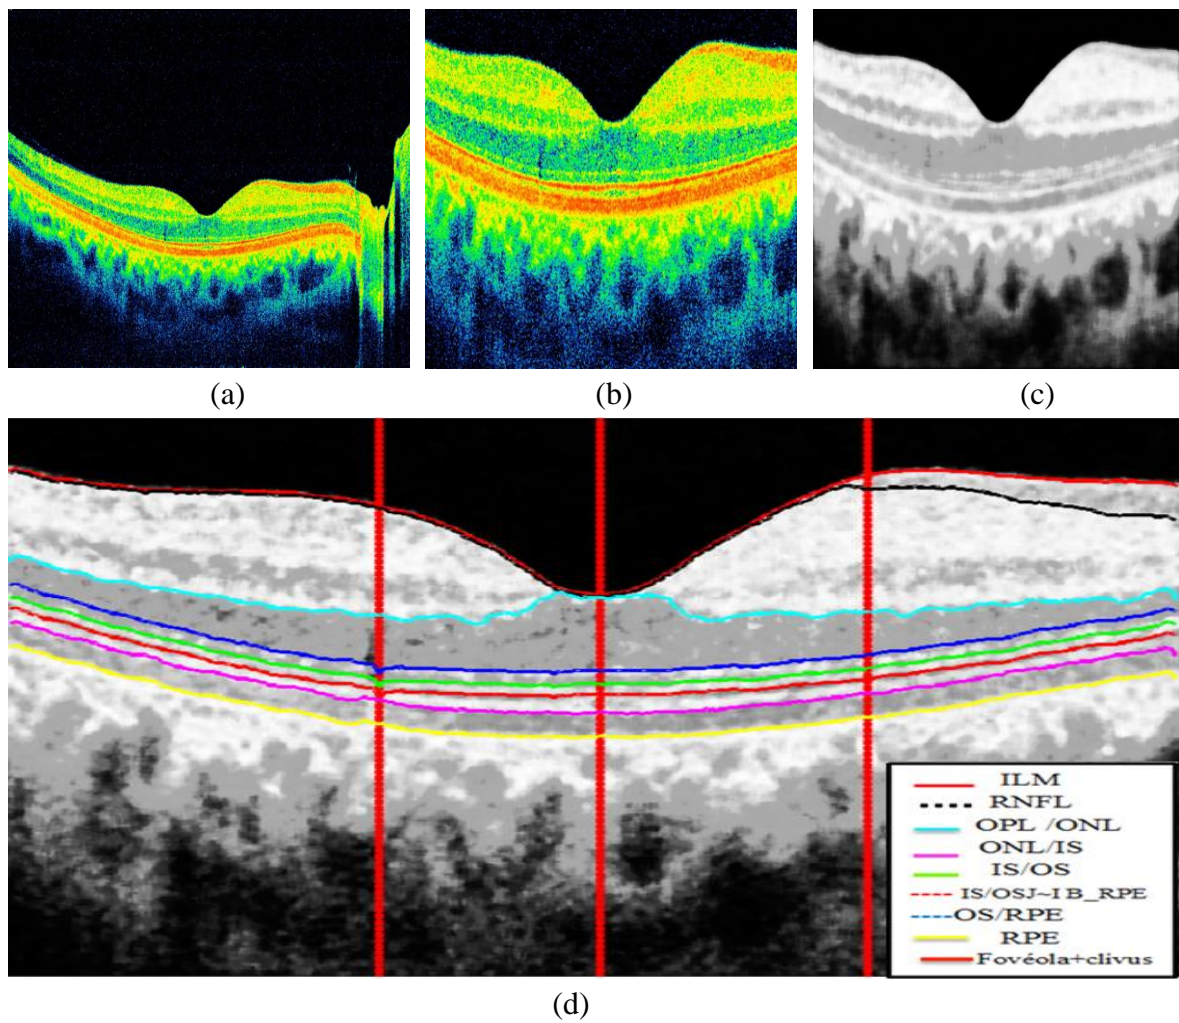 (a)
(b)
(c)
ILM
RNFL
OPL /ONL
ONL/IS
IS/OS
IS/OSJ~I B_RPE
OS/RPE
RPE
Fovéola+clivus
(d)